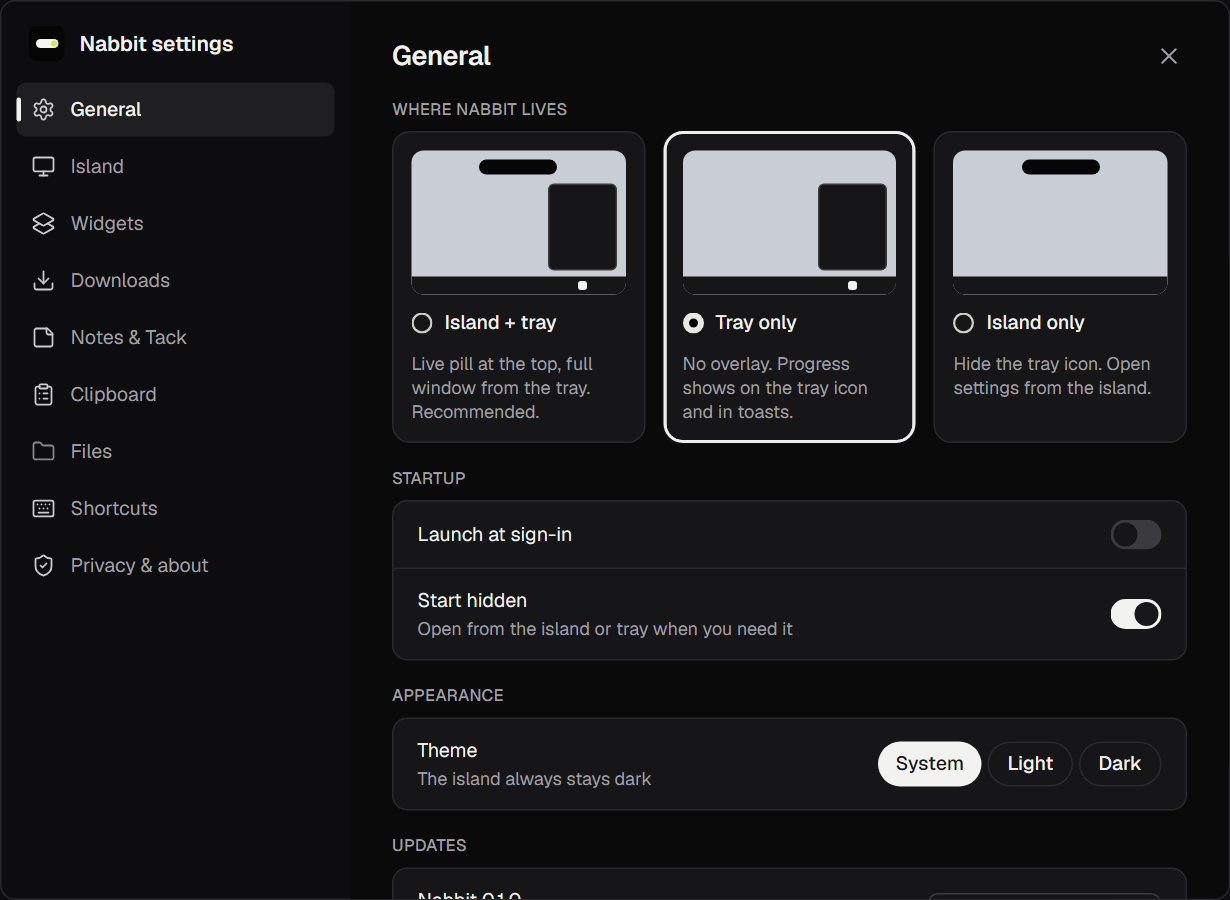 Nabbit settings
General
Island
Widgets
Downloads
Notes & Tack
Clipboard
Files
Shortcuts
Privacy & about
General
WHERE NABBIT LIVES
Island + tray
Live pill at the top, full
window from the tray.
Recommended.
Tray only
No overlay. Progress
shows on the tray icon
and in toasts.
Island only
Hide the tray icon. Open
settings from the island.
STARTUP
Launch at sign-in
Start hidden
Open from the island or tray when you need it
APPEARANCE
Theme
The island always stays dark
System
Light
Dark
UPDATES
Nabbit